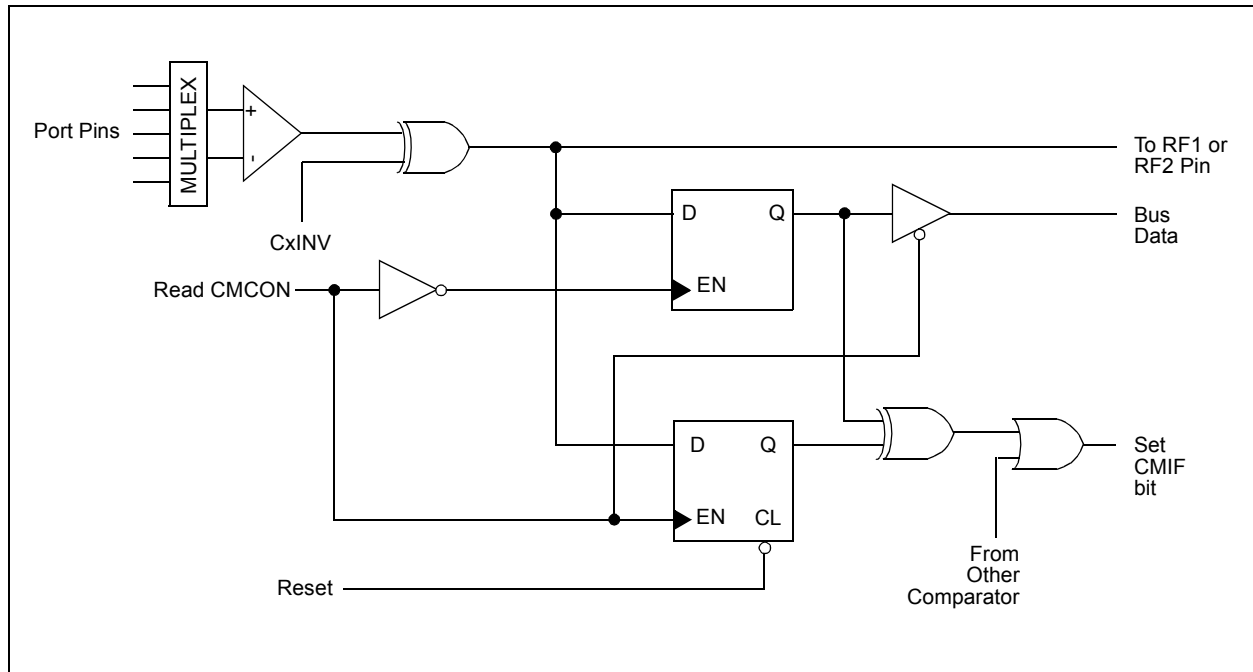 MULTIPLEX
+
-
Port Pins
CxINV
To RF1 or
RF2 Pin
D
Q
EN
Bus
Data
Read CMCON
D
Q
EN
CL
Set
CMIF
bit
From
Other
Comparator
Reset